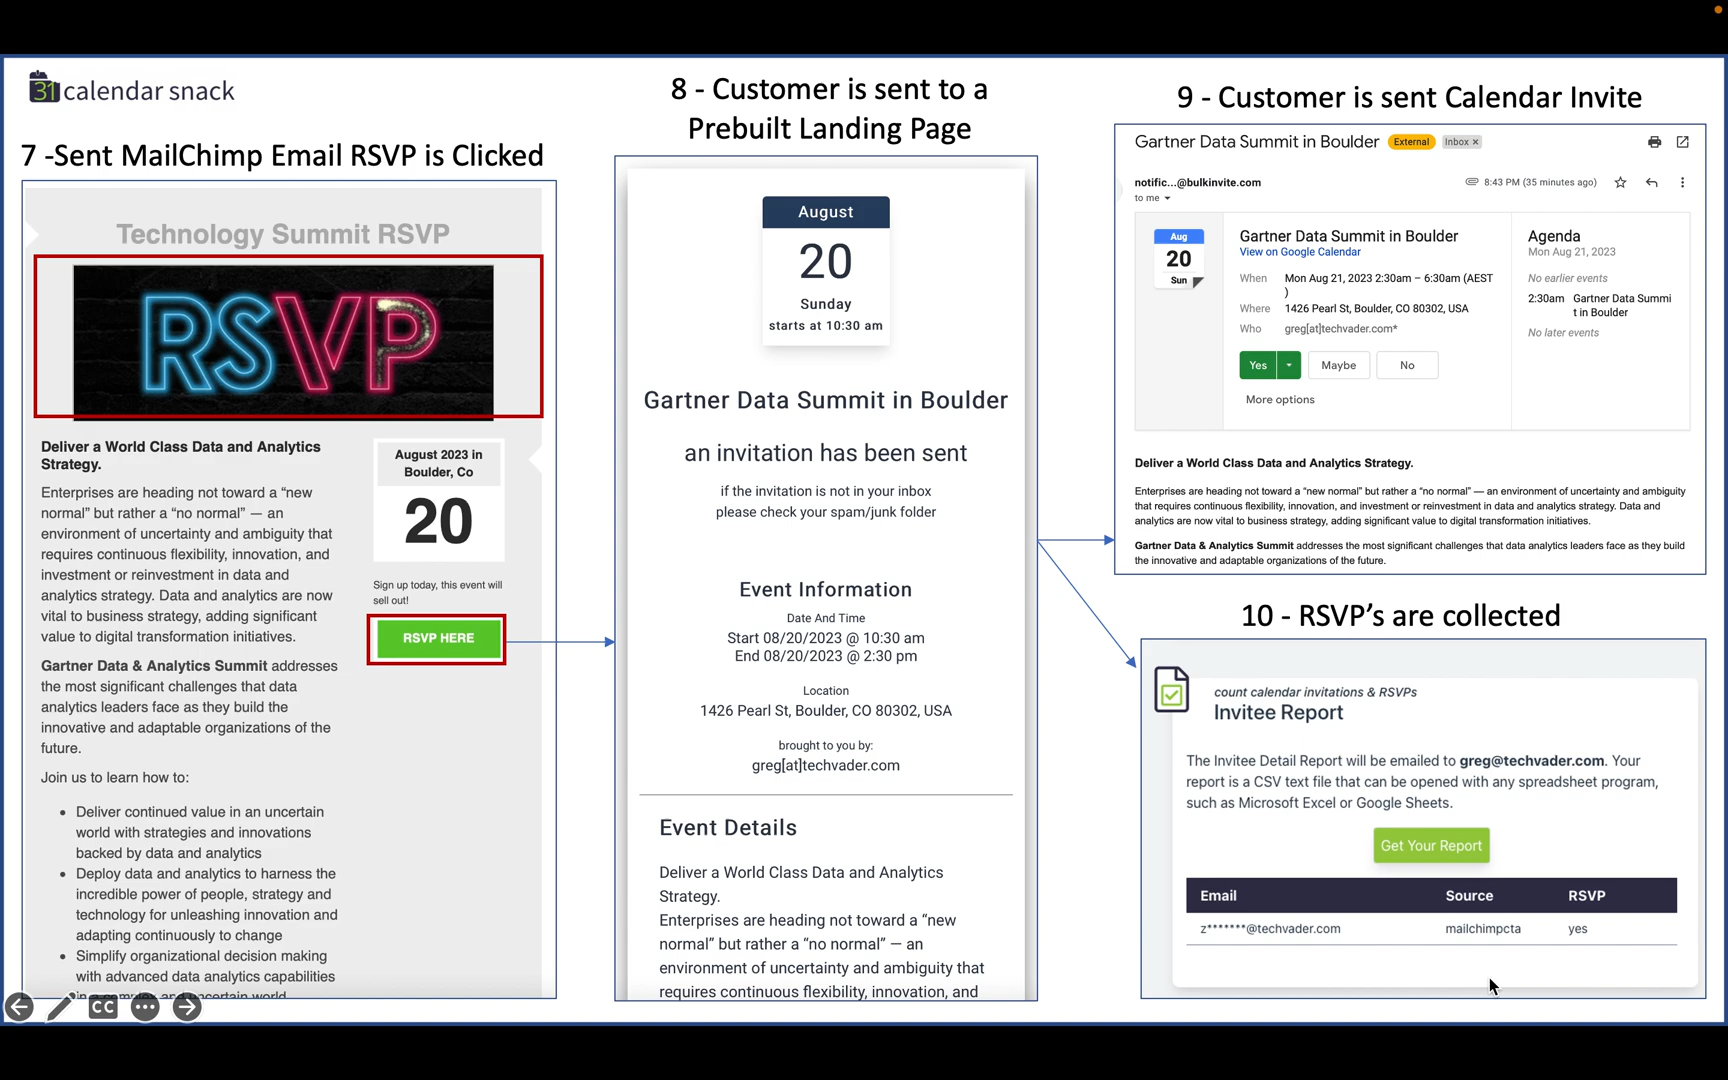 31 calendar snack
7 -Sent MailChimp Email RSVP is Clicked
Technology Summit RSVP
RSVP
Deliver a World Class Data and Analytics
Strategy.
Enterprises are heading not toward a “new
normal” but rather a “no normal” — an
environment of uncertainty and ambiguity that
requires continuous flexibility, innovation, and
investment or reinvestment in data and
analytics strategy. Data and analytics are now
vital to business strategy, adding significant
value to digital transformation initiatives.
Gartner Data & Analytics Summit addresses
the most significant challenges that data
analytics leaders face as they build the
innovative and adaptable organizations of the
future.
Join us to learn how to:
• Deliver continued value in an uncertain
world with strategies and innovations
backed by data and analytics
• Deploy data and analytics to harness the
incredible power of people, strategy and
technology for unleashing innovation and
adapting continuously to change
• Simplify organizational decision making
with advanced data analytics capabilities
in a complex and uncertain world
August 2023 in
Boulder, Co
20
Sign up today, this event will
sell out!
RSVP HERE
CC
8 - Customer is sent to a
Prebuilt Landing Page
August
20
Sunday
starts at 10:30 am
Gartner Data Summit in Boulder
an invitation has been sent
if the invitation is not in your inbox
please check your spam/junk folder
Event Information
Date And Time
Start 08/20/2023 @ 10:30 am
End 08/20/2023 @ 2:30 pm
Location
1426 Pearl St, Boulder, CO 80302, USA
brought to you by:
greg[at]techvader.com
Event Details
Deliver a World Class Data and Analytics
Strategy.
Enterprises are heading not toward a “new
normal” but rather a “no normal” — an
environment of uncertainty and ambiguity that
requires continuous flexibility, innovation, and
9 - Customer is sent Calendar Invite
Gartner Data Summit in Boulder External Inbox ×
notific...@bulkinvite.com 8:43 PM (35 minutes ago)
to me
Aug
20
Sun
Gartner Data Summit in Boulder
View on Google Calendar
When Mon Aug 21, 2023 2:30am – 6:30am (AEST
)
Where 1426 Pearl St, Boulder, CO 80302, USA
Who greg[at]techvader.com*
Yes Maybe No
More options
Agenda
Mon Aug 21, 2023
No earlier events
2:30am Gartner Data Summi
t in Boulder
No later events
Deliver a World Class Data and Analytics Strategy.
Enterprises are heading not toward a “new normal” but rather a “no normal” — an environment of uncertainty and ambiguity
that requires continuous flexibility, innovation, and investment or reinvestment in data and analytics strategy. Data and
analytics are now vital to business strategy, adding significant value to digital transformation initiatives.
Gartner Data & Analytics Summit addresses the most significant challenges that data analytics leaders face as they build
the innovative and adaptable organizations of the future.
10 - RSVP’s are collected
count calendar invitations & RSVPs
Invitee Report
The Invitee Detail Report will be emailed to greg@techvader.com. Your
report is a CSV text file that can be opened with any spreadsheet program,
such as Microsoft Excel or Google Sheets.
Get Your Report
Email Source RSVP
z*******@techvader.com mailchimpcta yes